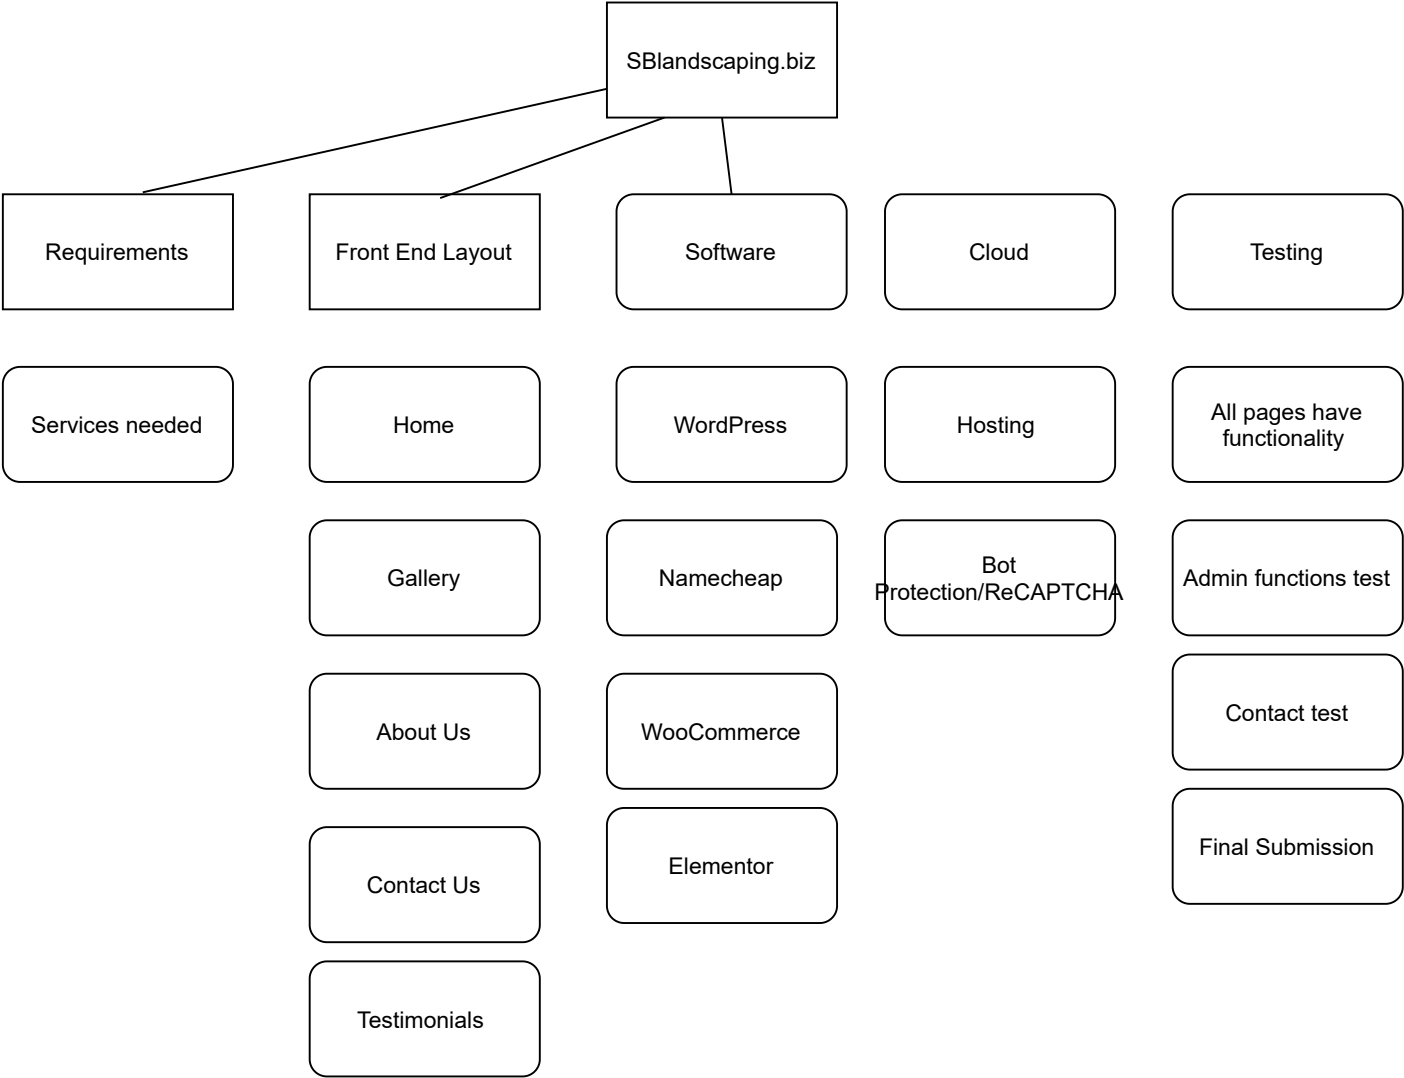 SBlandscaping.biz
Requirements
Front End Layout
Software
Cloud
Testing
Services needed
Home
WordPress
Hosting
All pages have
functionality
Gallery
Namecheap
Bot
Protection/ReCAPTCHA
Admin functions test
About Us
WooCommerce
Contact test
Contact Us
Elementor
Final Submission
Testimonials